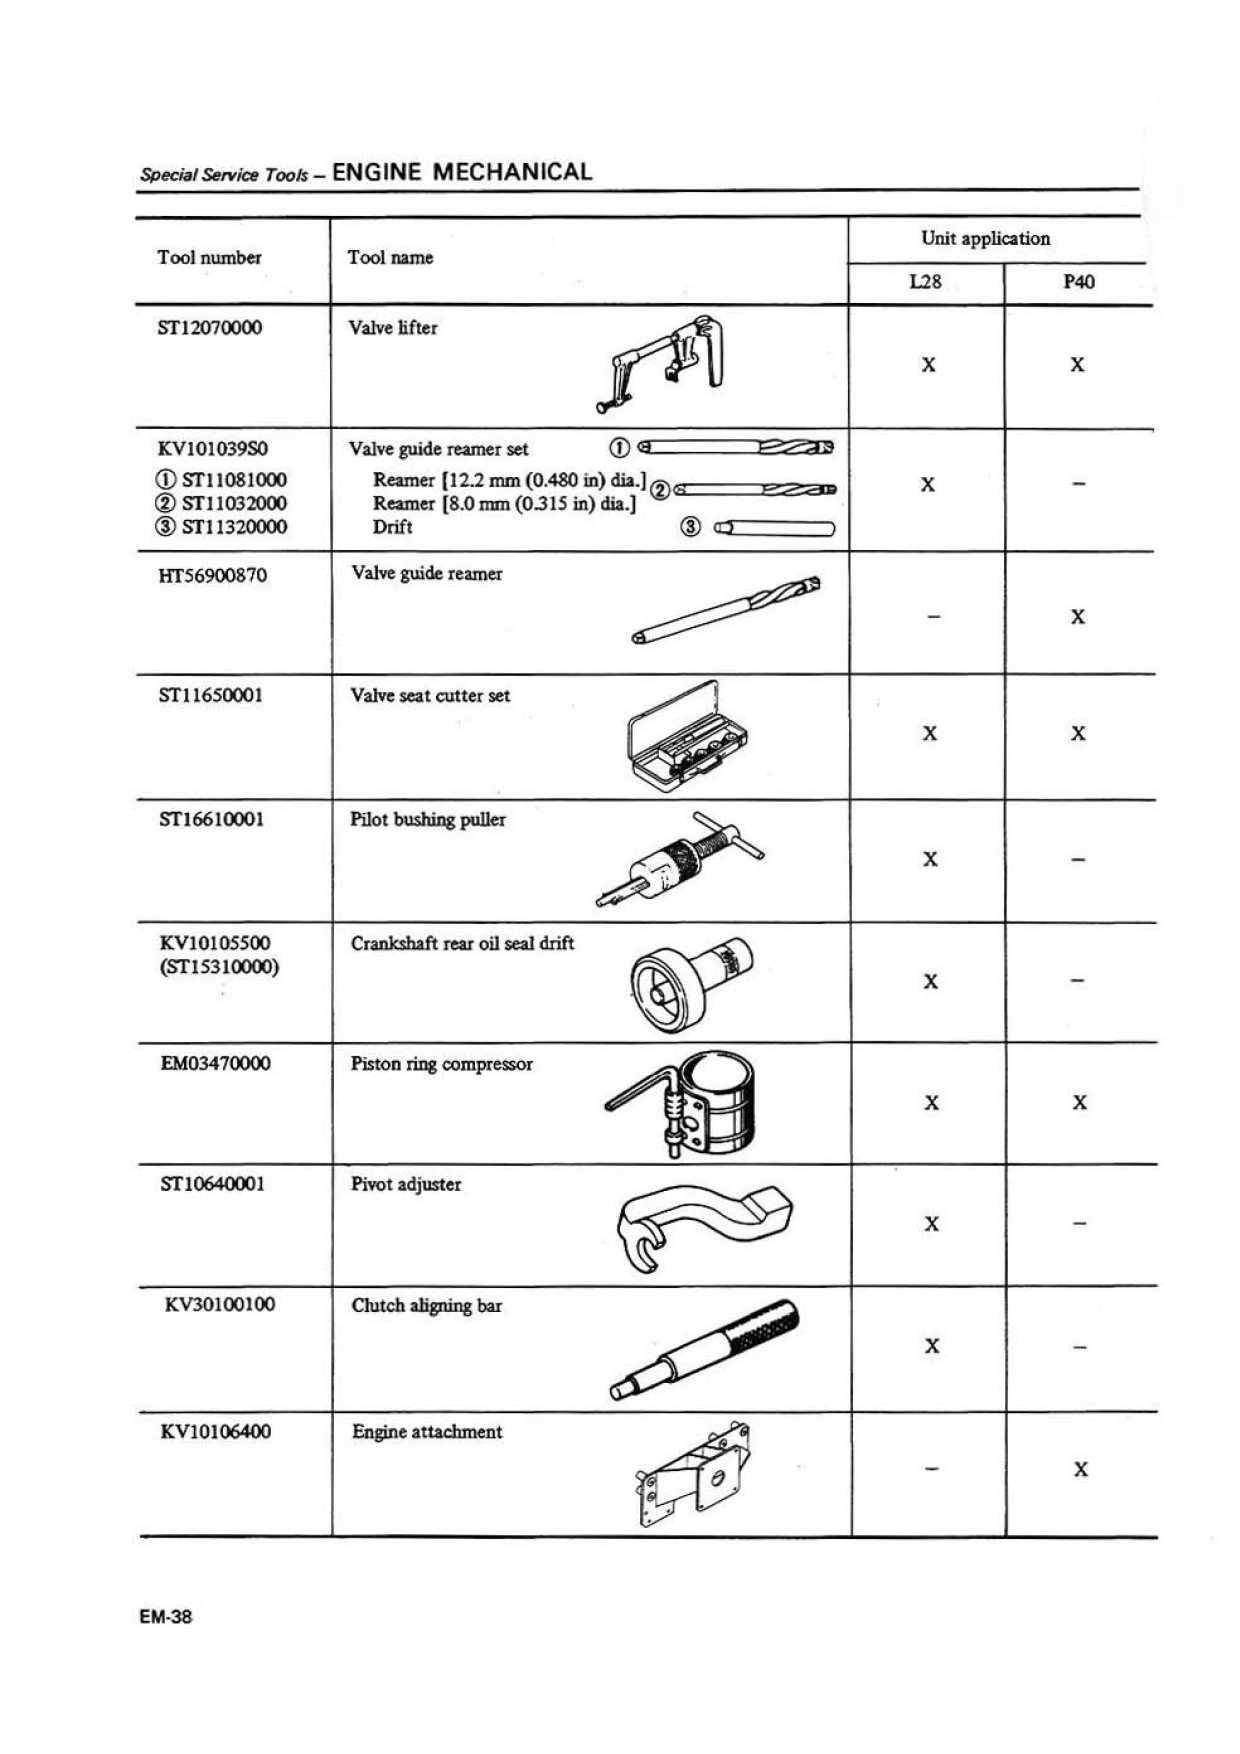 Special Service Tools – ENGINE MECHANICAL
Tool number
Tool name
Unit application
L28
P40
ST12070000
Valve lifter
X
X
KV101039S0
Valve guide reamer set
①
① ST11081000
Reamer [12.2 mm (0.480 in) dia.]
②
X
–
② ST11032000
Reamer [8.0 mm (0.315 in) dia.]
③ ST11320000
Drift
③
HT56900870
Valve guide reamer
–
X
ST11650001
Valve seat cutter set
X
X
ST16610001
Pilot bushing puller
X
–
KV10105500
(ST15310000)
Crankshaft rear oil seal drift
X
–
EM03470000
Piston ring compressor
X
X
ST10640001
Pivot adjuster
X
–
KV30100100
Clutch aligning bar
X
–
KV10106400
Engine attachment
–
X
EM-38